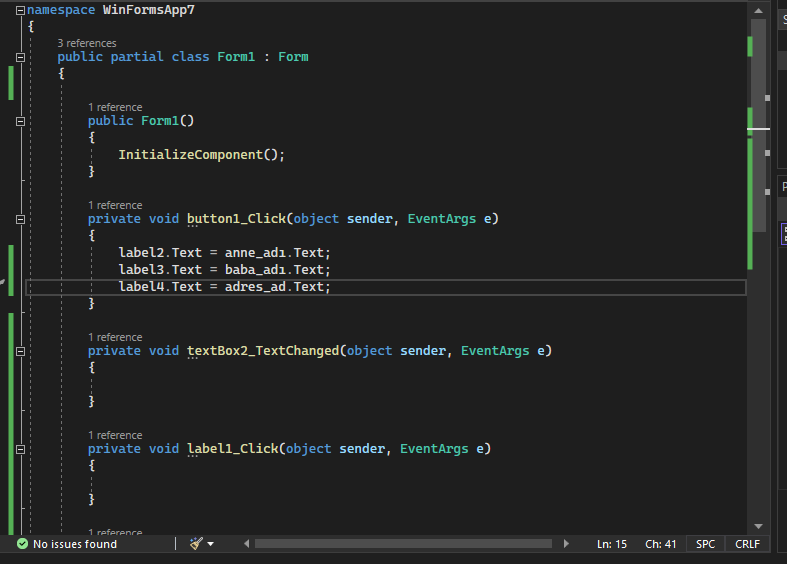 namespace WinFormsApp7
{
3 references
public partial class Form1 : Form
{
1 reference
public Form1()
{
InitializeComponent();
}
1 reference
private void button1_Click(object sender, EventArgs e)
{
label2.Text = anne_adı.Text;
label3.Text = baba_adı.Text;
label4.Text = adres_ad.Text;
}
1 reference
private void textBox2_TextChanged(object sender, EventArgs e)
{
}
1 reference
private void label1_Click(object sender, EventArgs e)
{
}
1 reference
No issues found Ln: 15 Ch: 41 SPC CRLF